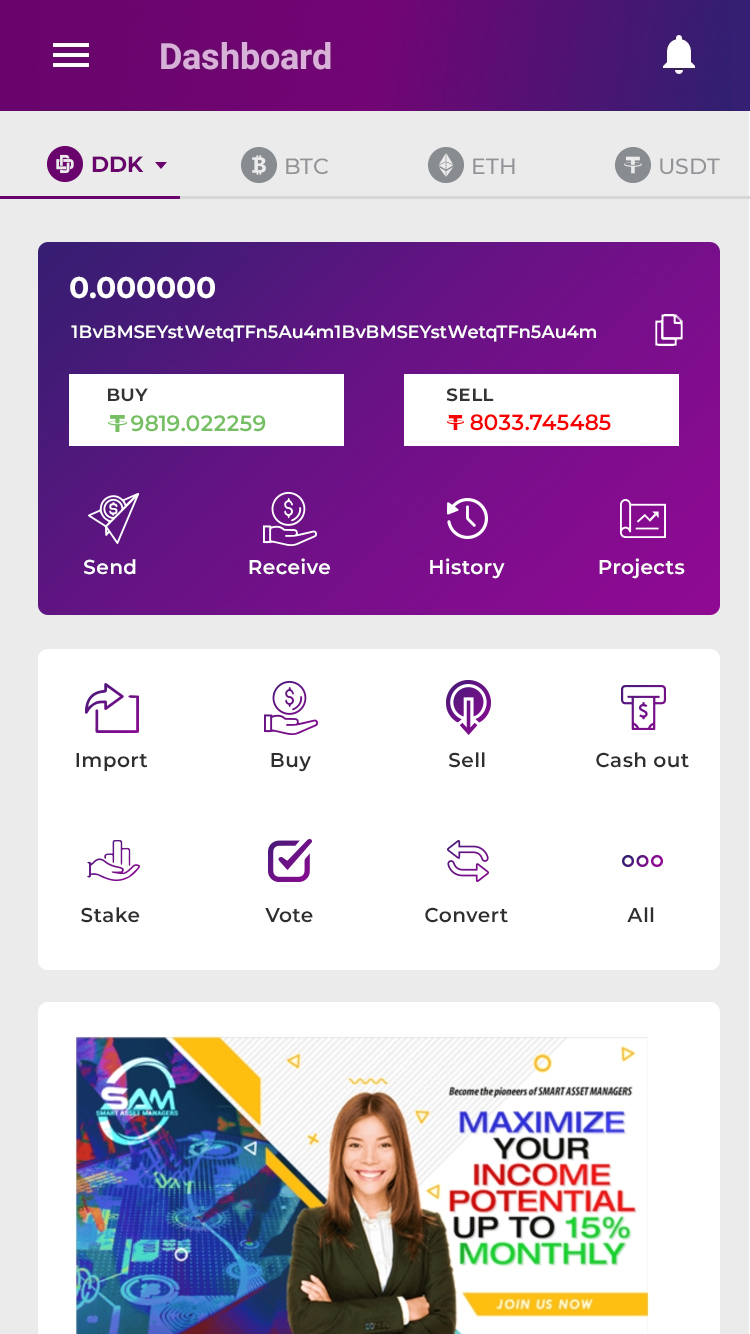 Dashboard
DDK
BTC
ETH
USDT
0.000000
1BvBMSEYstWetqTFn5Au4m1BvBMSEYstWetqTFn5Au4m
BUY
SELL
9819.022259
8033.745485
Send
Receive
History
Projects
Import
Buy
Sell
Cash out
Stake
Vote
Convert
All
SAM
SMART ASSET MANAGERS
Become the pioneers of SMART ASSET MANAGERS
MAXIMIZE
YOUR
INCOME
POTENTIAL
UP TO 15%
MONTHLY
JOIN US NOW